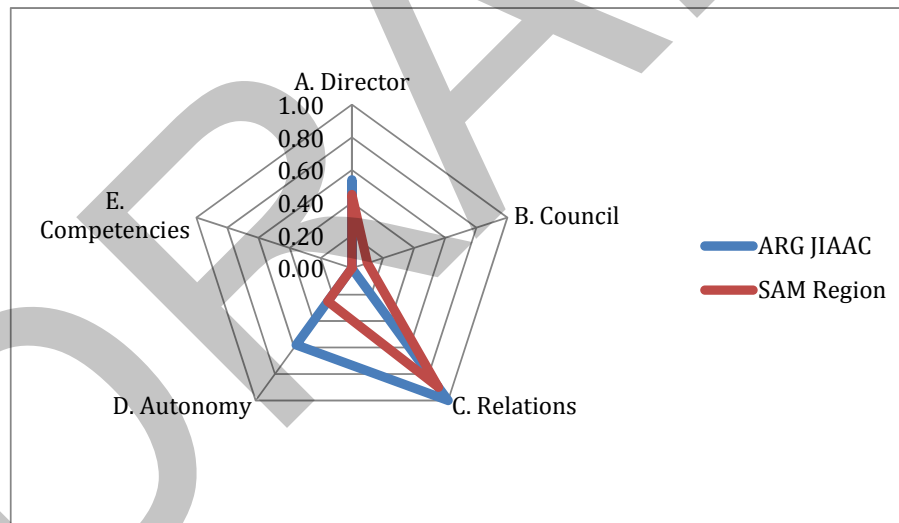 A. Director
1.00
0.80
0.60
0.40
0.20
0.00
B. Council
C. Relations
D. Autonomy
E.
Competencies
ARG JIAAC
SAM Region